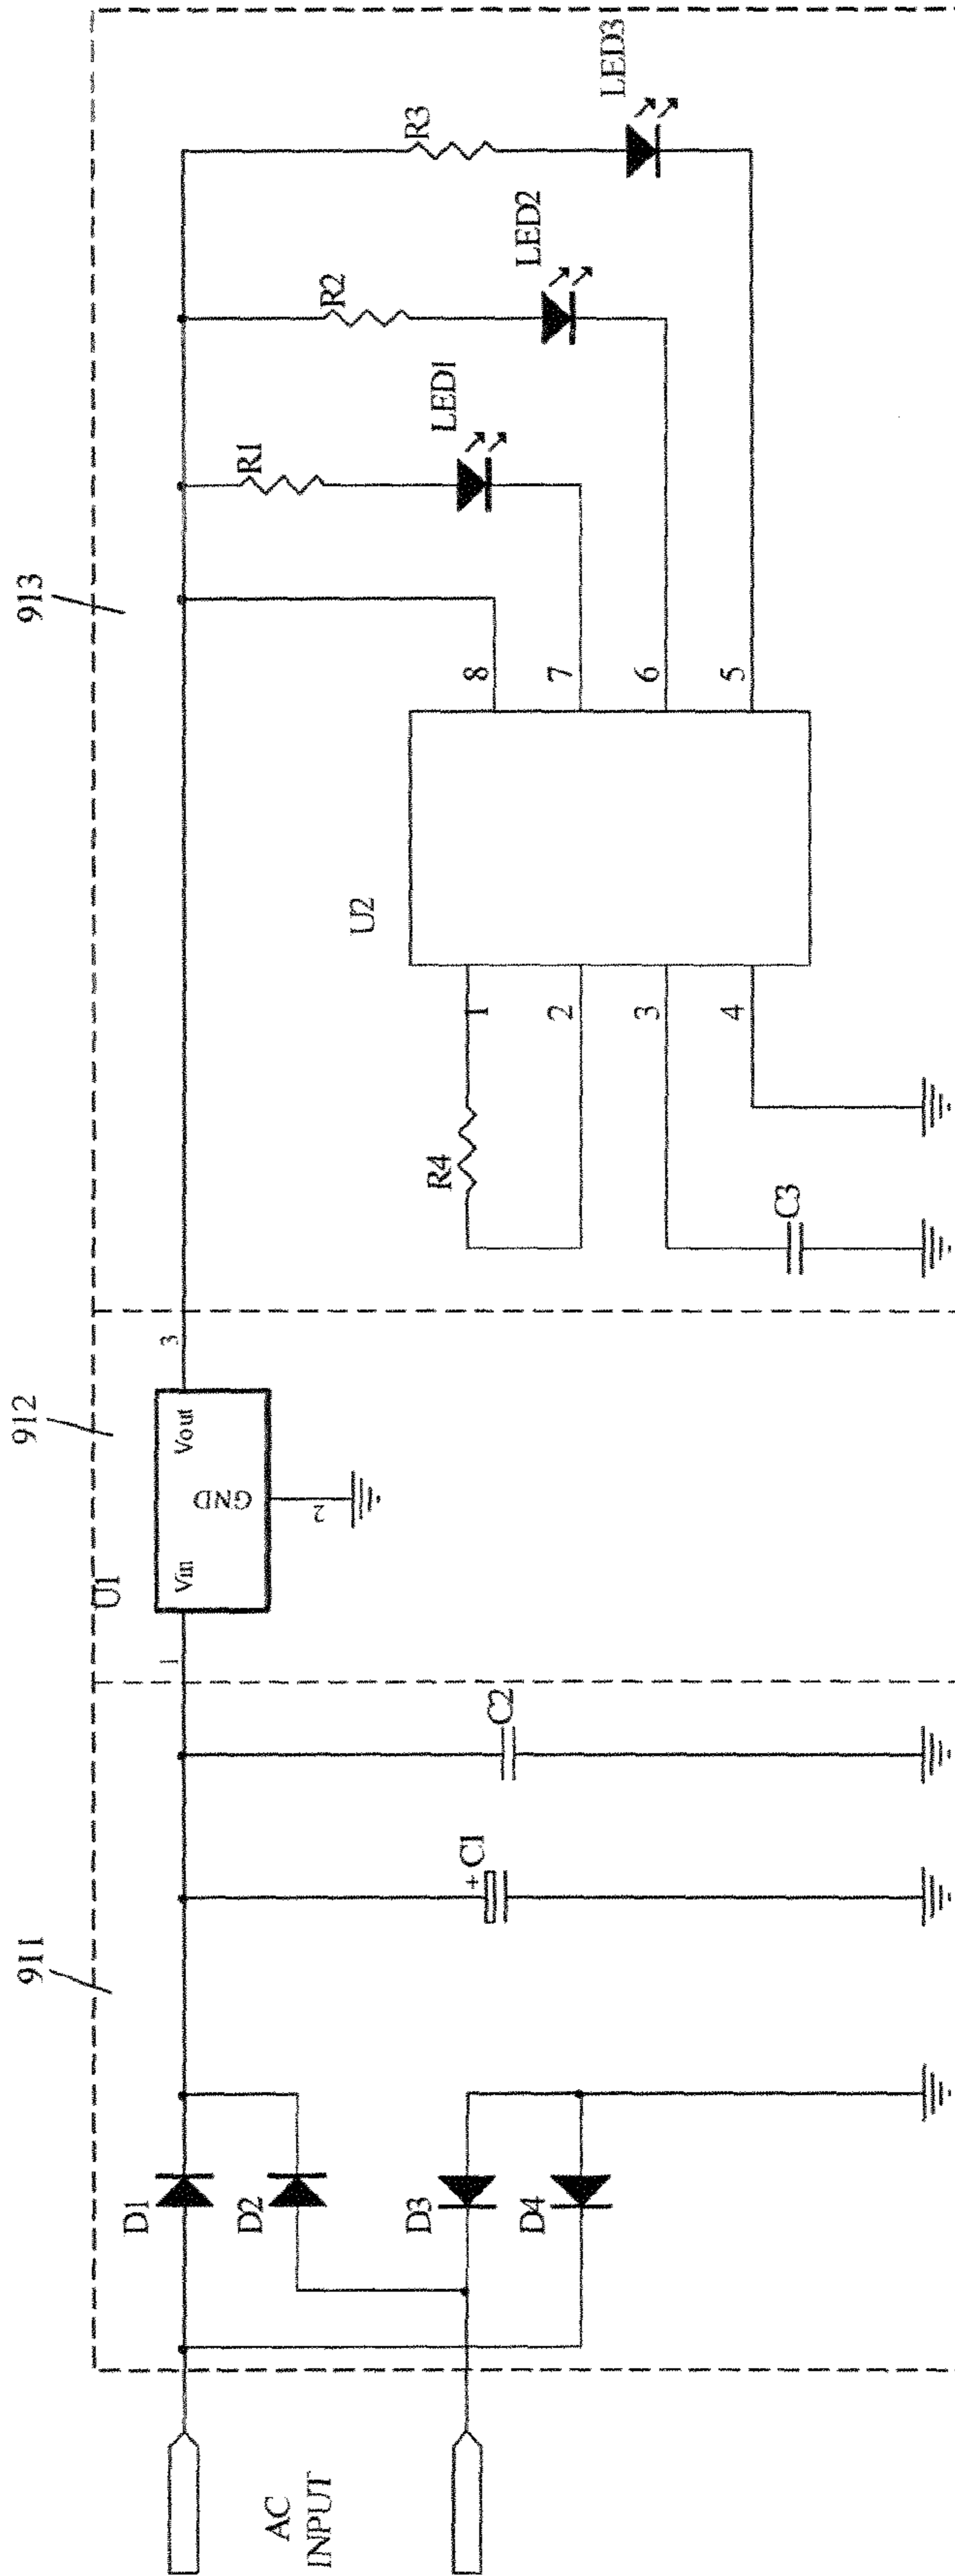 911
912
913
AC
INPUT
D1
D2
D3
D4
+
C1
C2
U1
1
Vin
GND
Vout
2
3
R4
C3
U2
1
2
3
4
8
7
6
5
R1
LED1
R2
LED2
R3
LED3